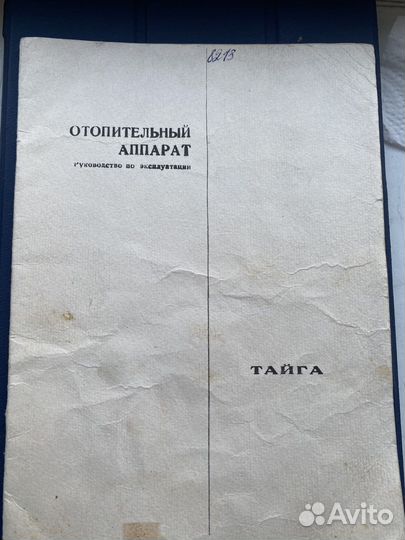 8213
ОТОПИТЕЛЬНЫЙ
АППАРАТ
Руководство по эксплуатации
ТАЙГА
Avito